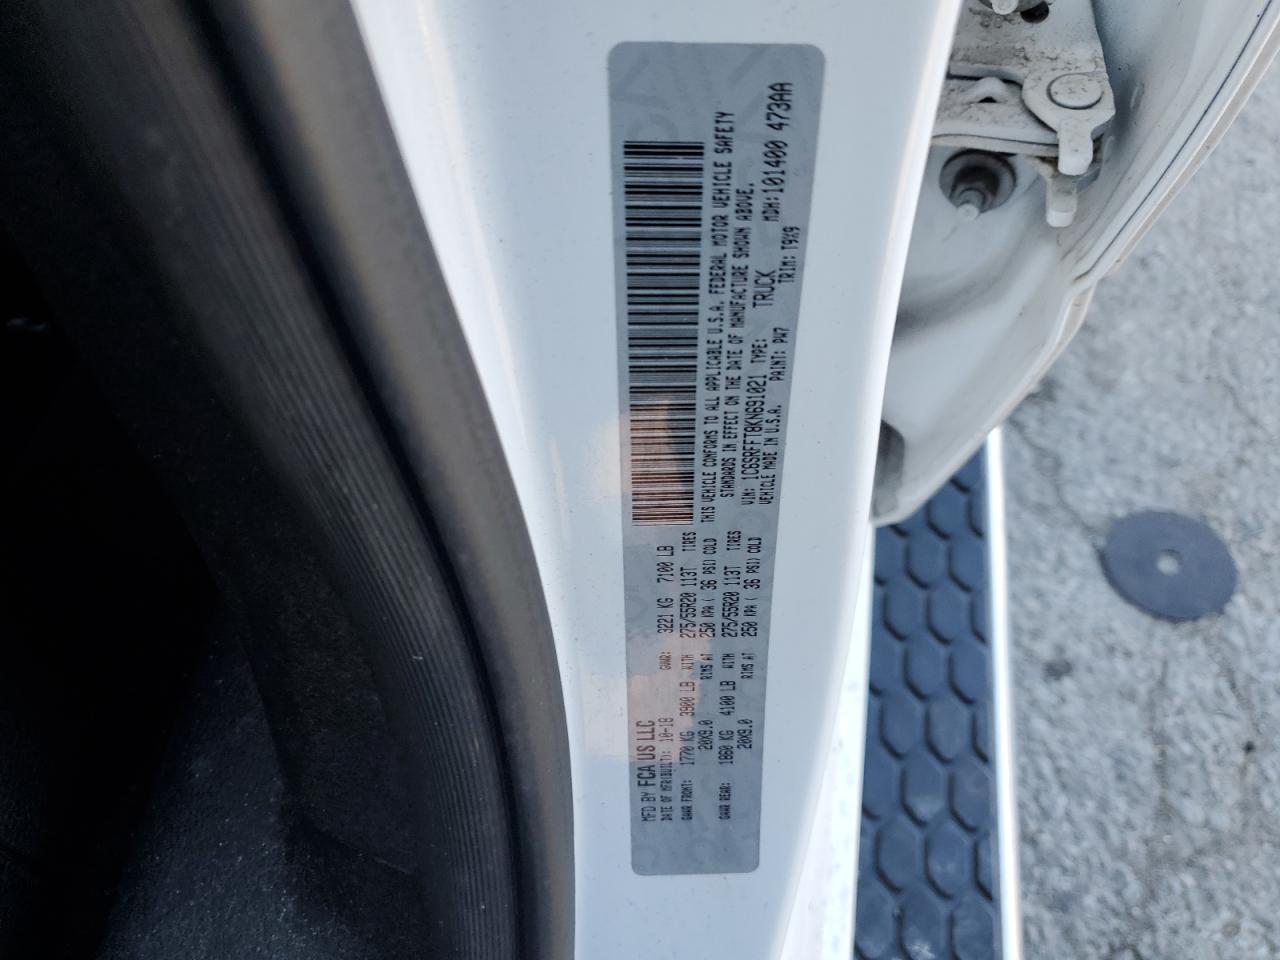 MFD BY FCA US LLC
DATE OF MFR(BUILT): 10-18 GVWR: 3221 KG 7100 LB
GAWR FRONT: 1770 KG 3900 LB WITH 275/55R20 113T TIRES
20X9.0 RIMS AT 250 KPA ( 36 PSI) COLD
GAWR REAR: 1860 KG 4100 LB WITH 275/55R20 113T TIRES
20X9.0 RIMS AT 250 KPA ( 36 PSI) COLD
THIS VEHICLE CONFORMS TO ALL APPLICABLE U.S.A. FEDERAL MOTOR VEHICLE SAFETY
STANDARDS IN EFFECT ON THE DATE OF MANUFACTURE SHOWN ABOVE.
VIN: 1C6SRFFT8KN691021 TYPE: TRUCK MDH:101400 473AA
VEHICLE MADE IN U.S.A. PAINT: PW7 TRIM: T9X9